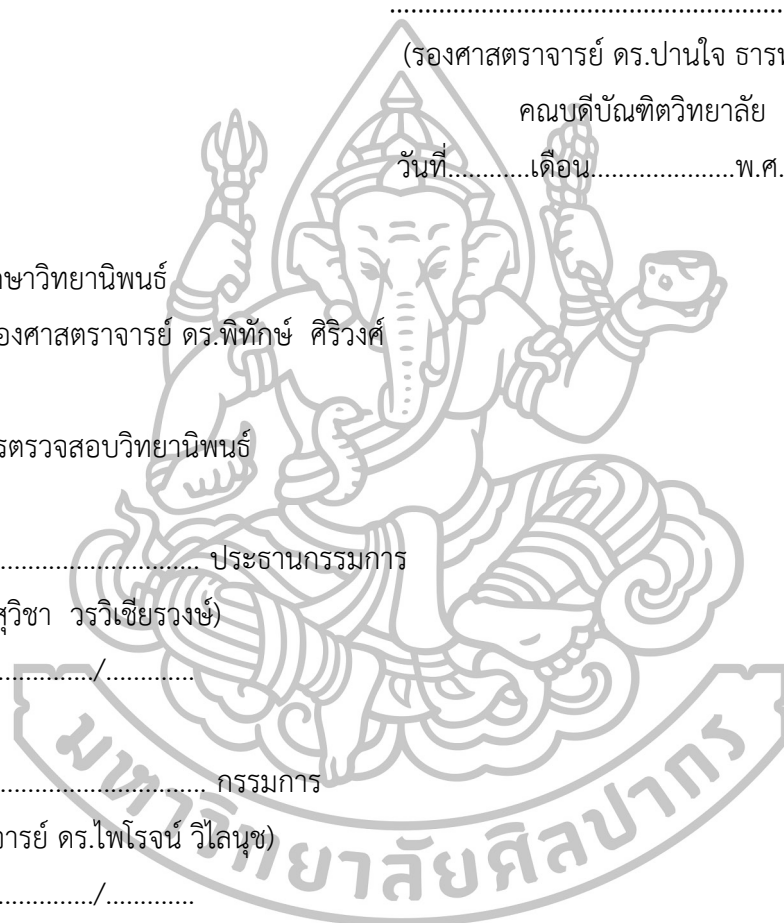 ..........................................................
(รองศาสตราจารย์ ดร.ปานใจ
คณบดีบัณฑิตวิทยาลัย
วันที่...........เดือน.....................พ.ศ.
วิทยานิพนธ์
องศาสตราจารย์ ดร.พิทักษ์ ศิริวงศ์
ตรวจสอบวิทยานิพนธ์
............................. ประธานกรรมการ
สุวิชา วรวิเชียรวงษ์)
............../.............
.............................. กรรมการ
จารย์ ดร.ไพโรจน์ วิไลนุช)
............../.............
มหาวิทยาลัยศิลปากร